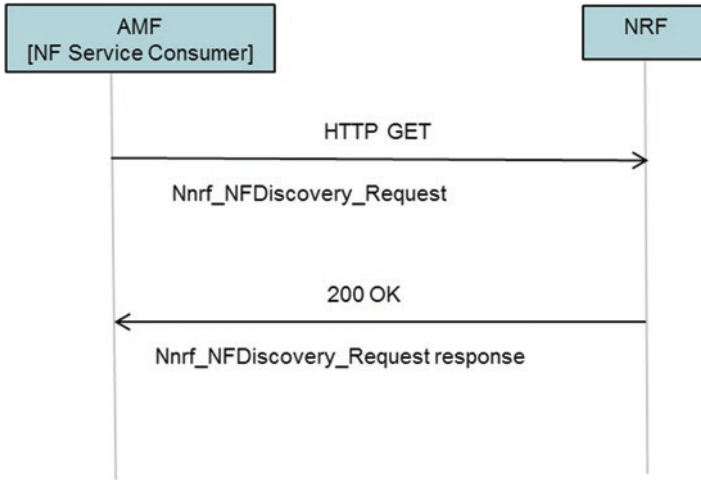 AMF
[NF Service Consumer]
NRF
HTTP GET
Nnrf_NFDiscovery_Request
200 OK
Nnrf_NFDiscovery_Request response